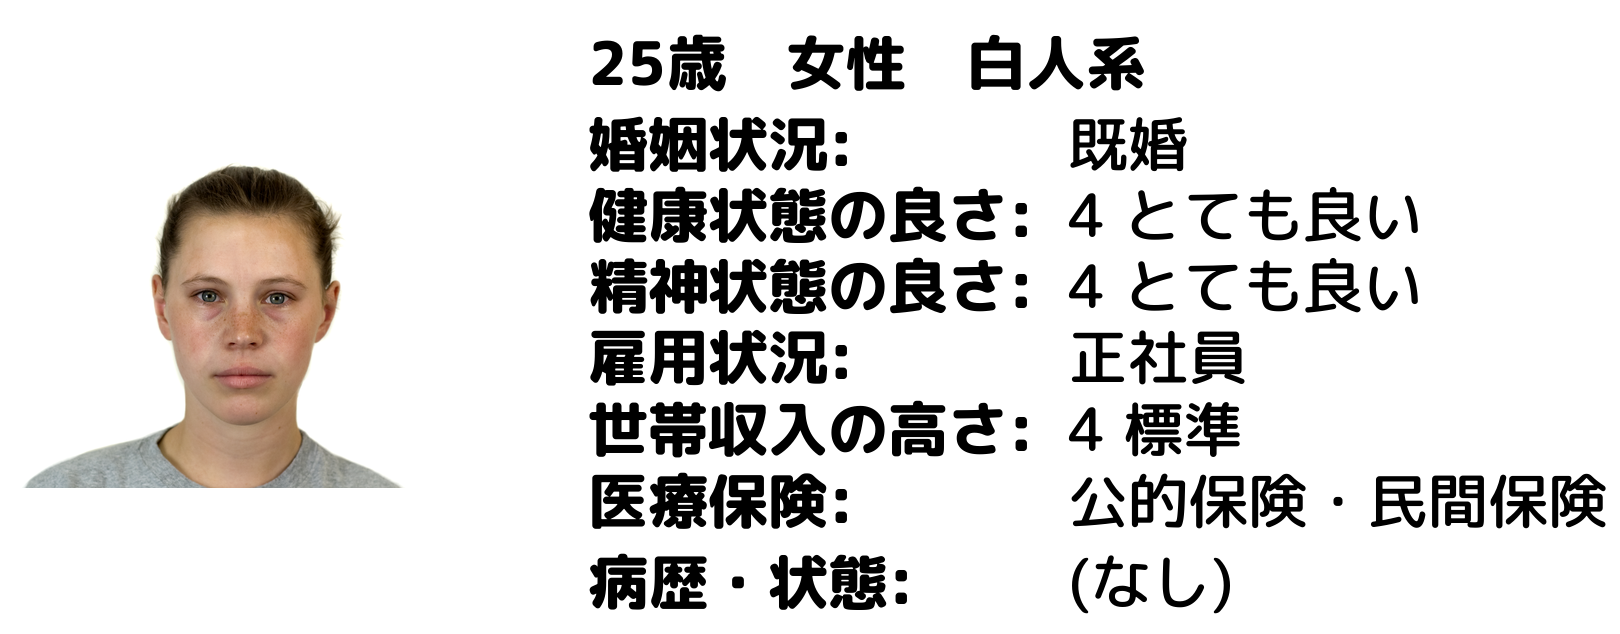 25歳　女性　白人系
婚姻状況: 既婚
健康状態の良さ: 4 とても良い
精神状態の良さ: 4 とても良い
雇用状況: 正社員
世帯収入の高さ: 4 標準
医療保険: 公的保険・民間保険
病歴・状態: (なし)